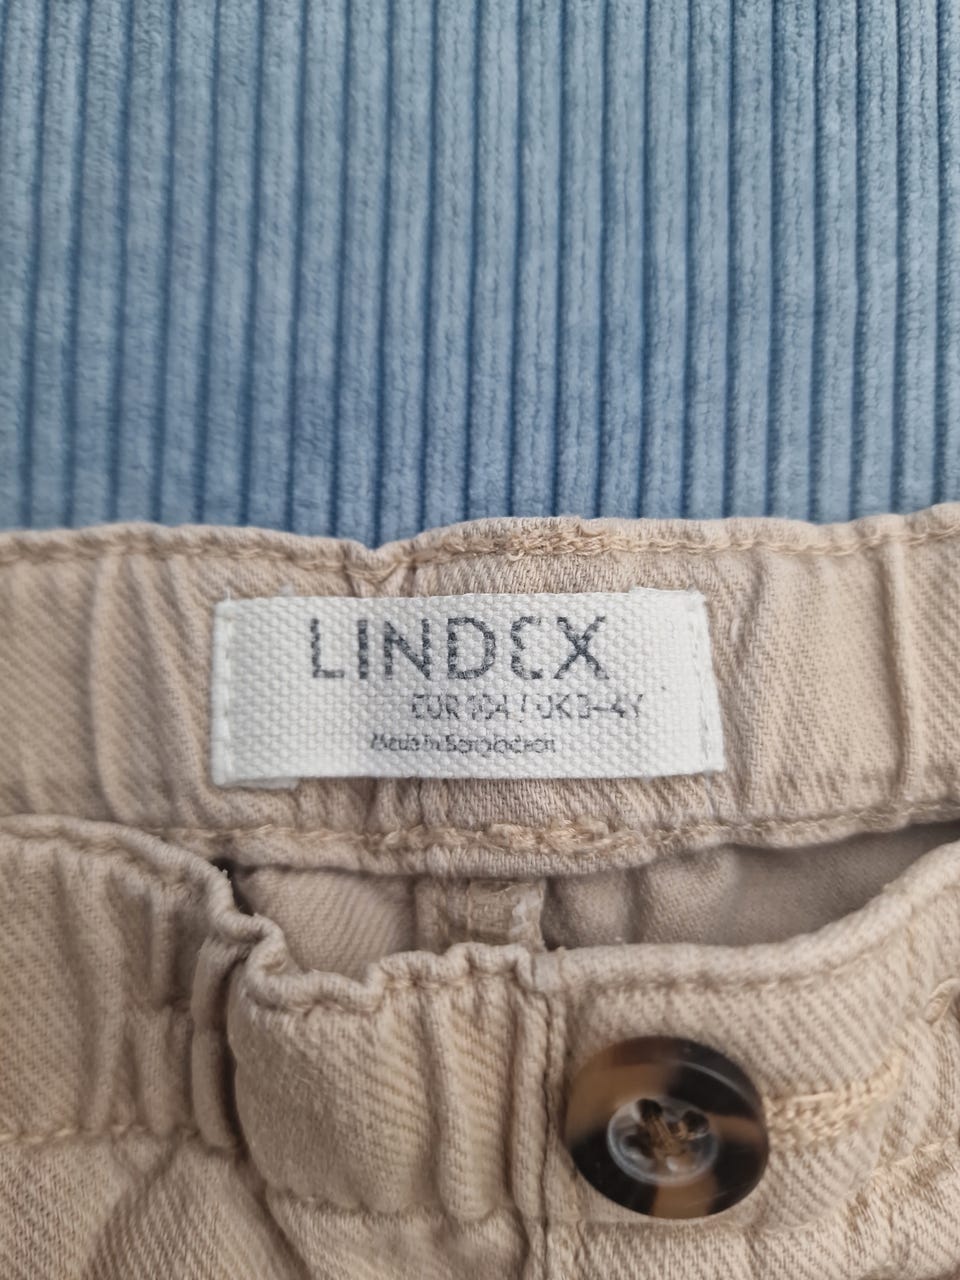 LINDEX
EUR 104 / UK 3-4Y
Made in Bangladesh